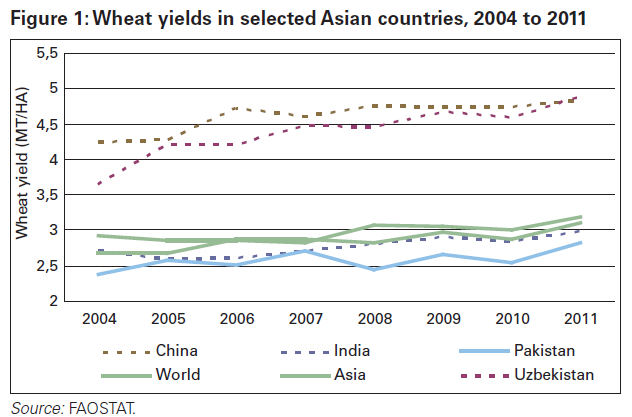 Figure 1: Wheat yields in selected Asian countries, 2004 to 2011
Wheat yield (MT/HA)
5,5
5
4,5
4
3,5
3
2,5
2
2004 2005 2006 2007 2008 2009 2010 2011
China India Pakistan
World Asia Uzbekistan
Source: FAOSTAT.